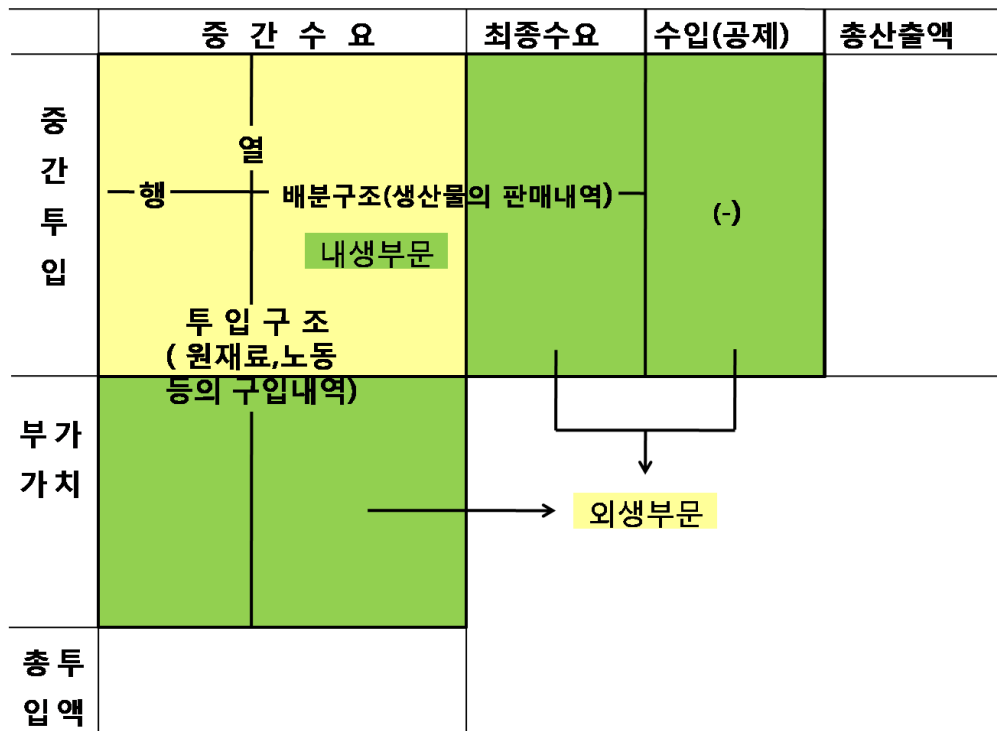 중 간 수 요
최종수요
수입(공제)
총산출액
중
간
투
입
열
행
배분구조(생산물의 판매내역)
(-)
내생부문
투 입 구 조
( 원재료,노동
등의 구입내역)
부 가
가 치
외생부문
총 투
입 액